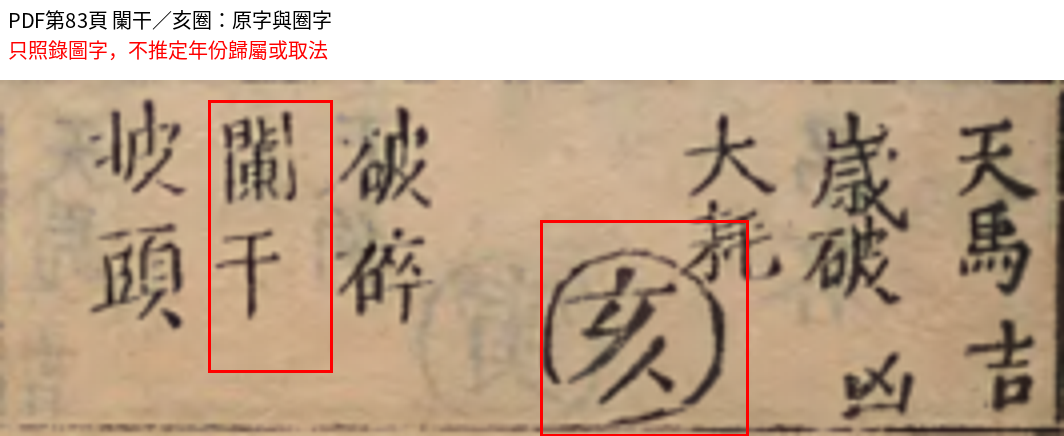 PDF第83頁 闌干／亥圈：原字與圈字
只照錄圖字，不推定年份歸屬或取法
天馬 吉
歲破 凶
大耗
亥
破碎
闌干
披頭